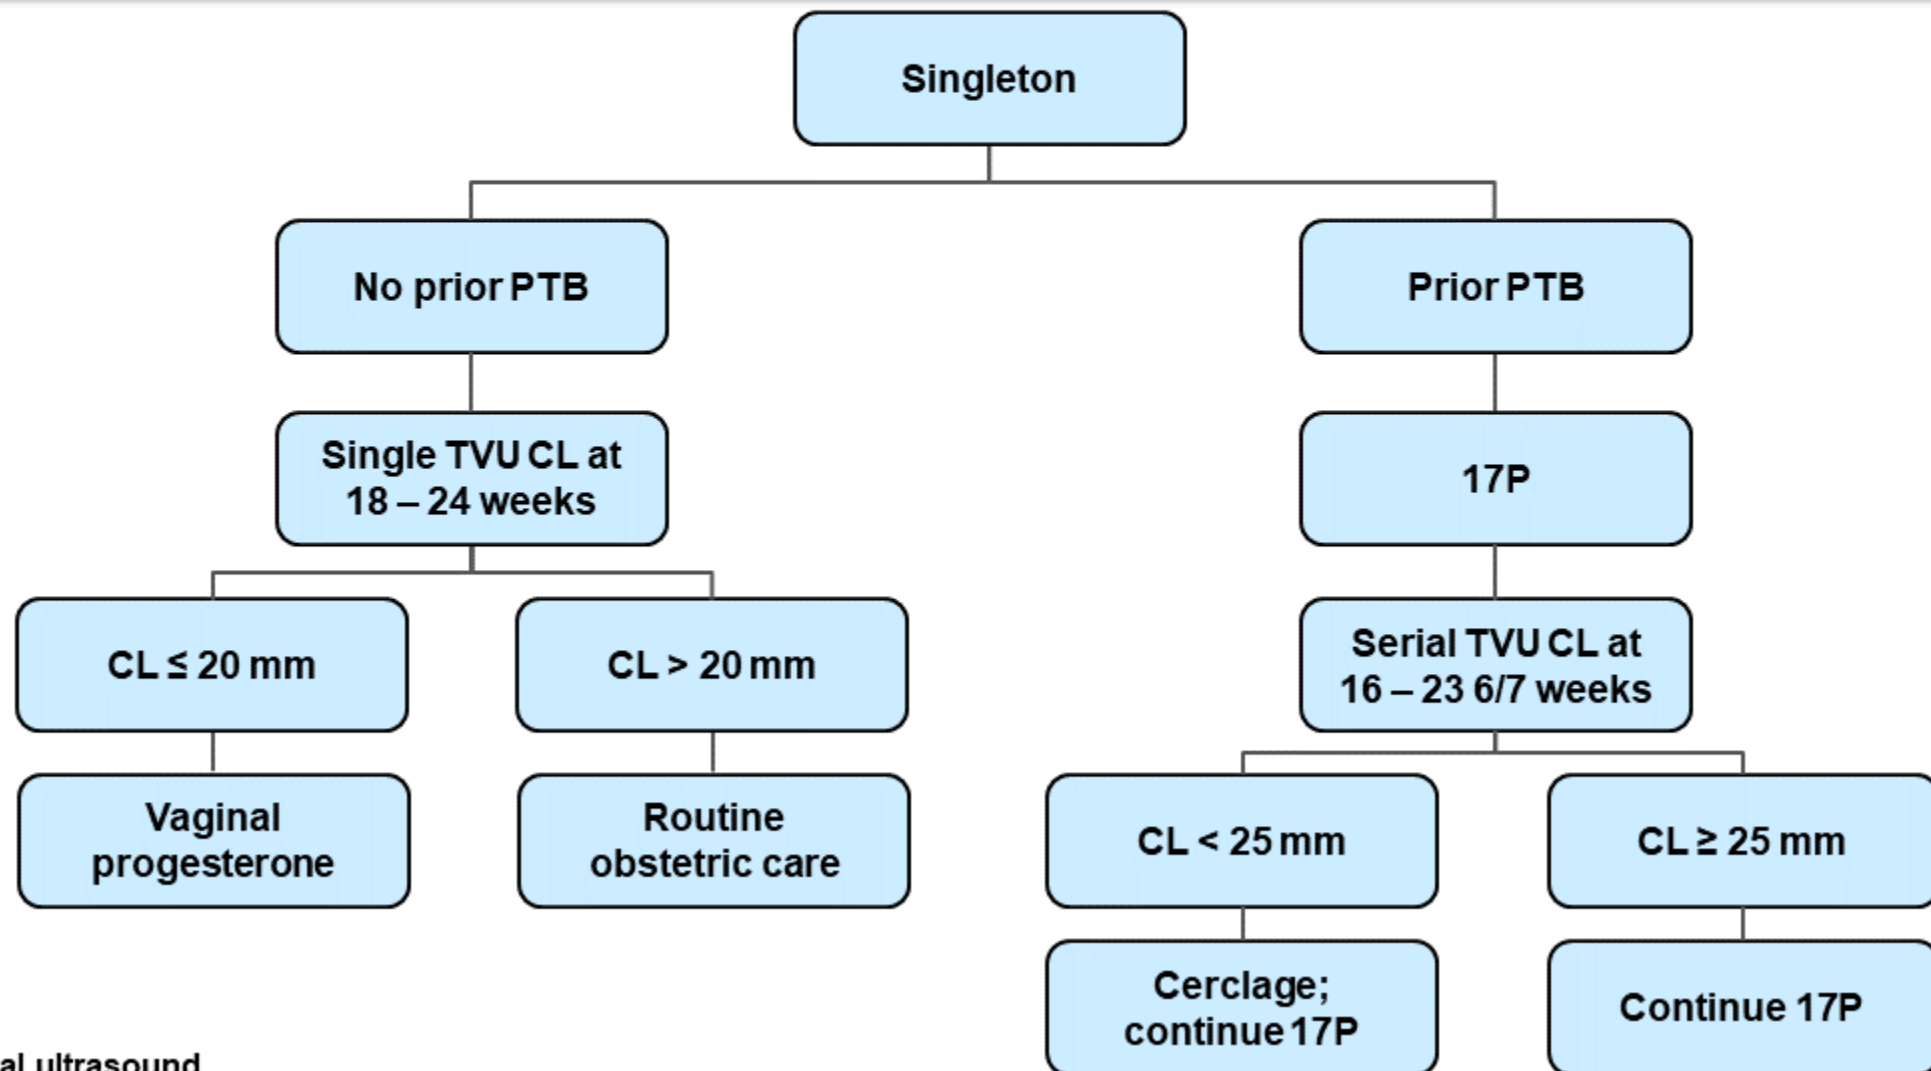 Singleton
No prior PTB
Prior PTB
Single TVU CL at
18 – 24 weeks
17P
CL ≤ 20 mm
CL > 20 mm
Serial TVU CL at
16 – 23 6/7 weeks
Vaginal
progesterone
Routine
obstetric care
CL < 25 mm
CL ≥ 25 mm
Cerclage;
continue 17P
Continue 17P
al ultrasound